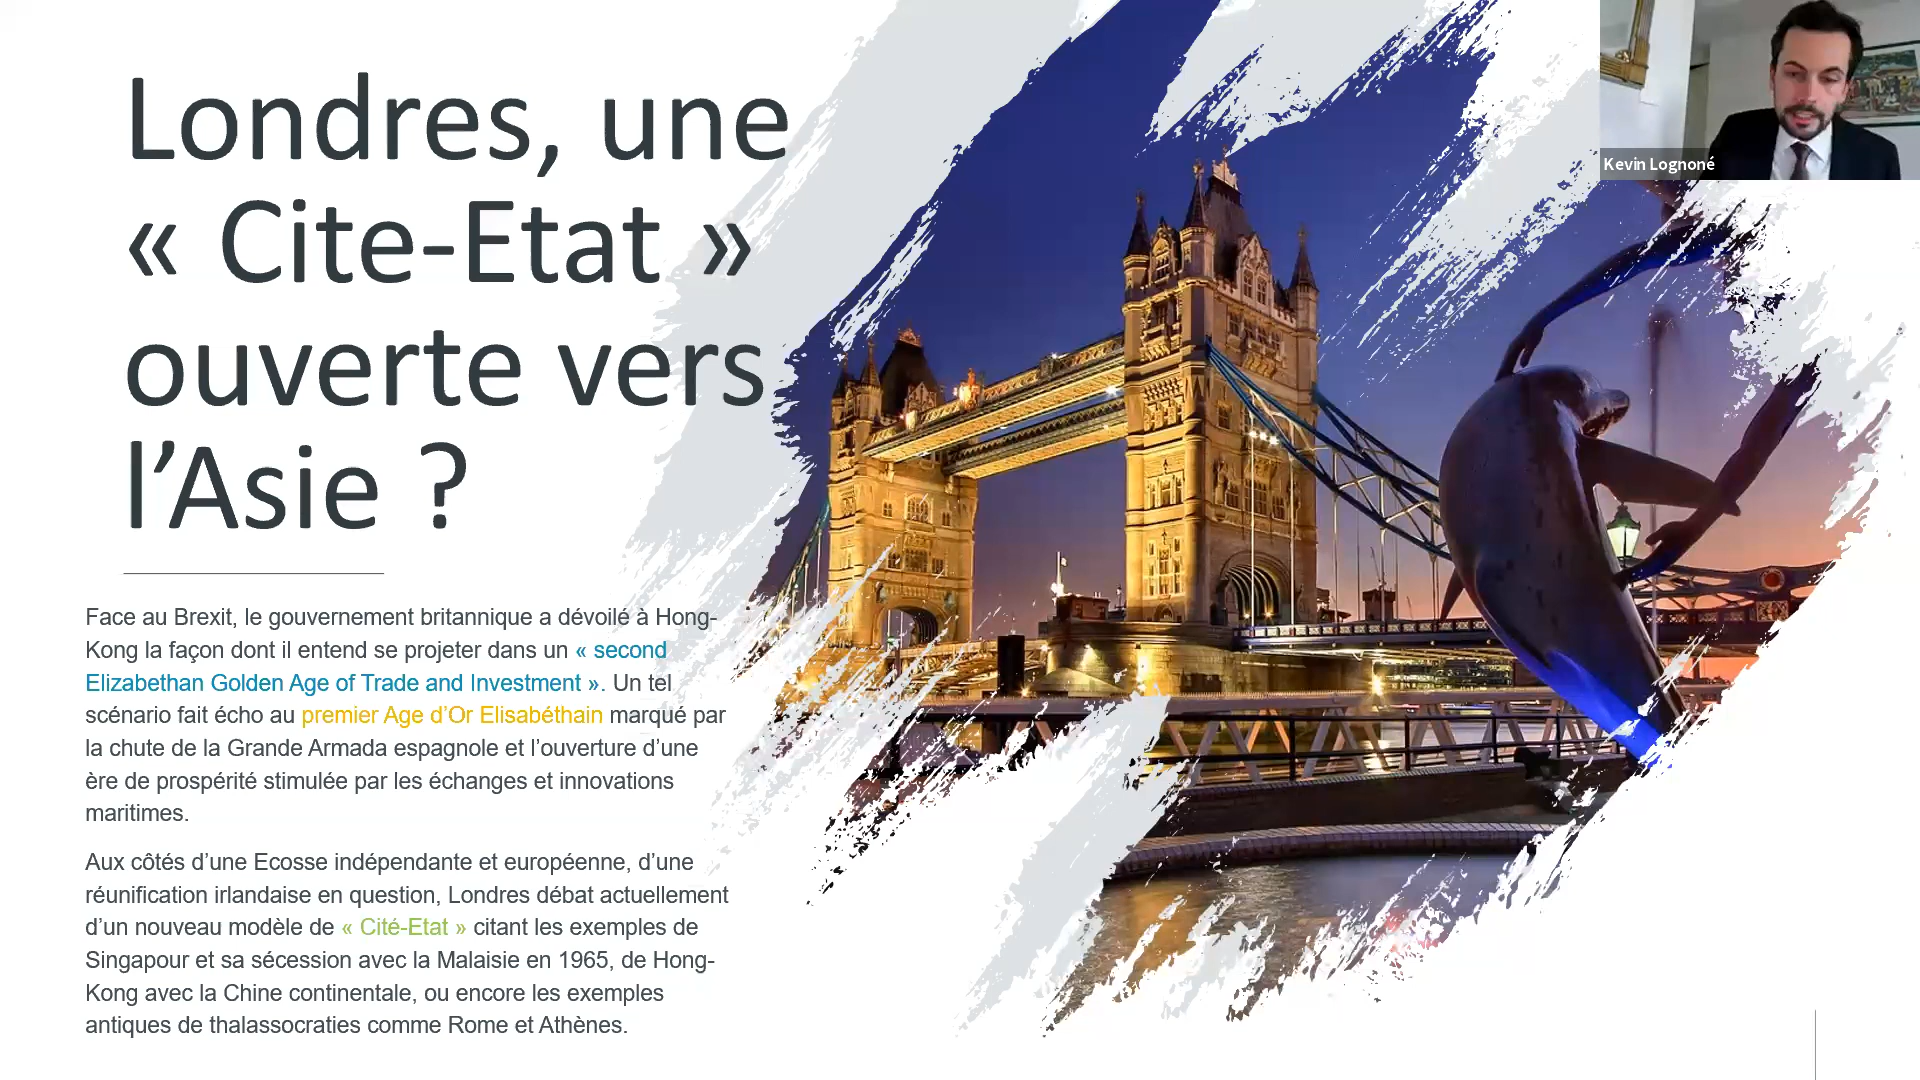 Londres, une
« Cite-Etat »
ouverte vers
l’Asie ?
Face au Brexit, le gouvernement britannique a dévoilé à Hong-
Kong la façon dont il entend se projeter dans un « second
Elizabethan Golden Age of Trade and Investment ». Un tel
scénario fait écho au premier Age d’Or Elisabéthain marqué par
la chute de la Grande Armada espagnole et l’ouverture d’une
ère de prospérité stimulée par les échanges et innovations
maritimes.
Aux côtés d’une Ecosse indépendante et européenne, d’une
réunification irlandaise en question, Londres débat actuellement
d’un nouveau modèle de « Cité-Etat » citant les exemples de
Singapour et sa sécession avec la Malaisie en 1965, de Hong-
Kong avec la Chine continentale, ou encore les exemples
antiques de thalassocraties comme Rome et Athènes.
Kevin Lognoné